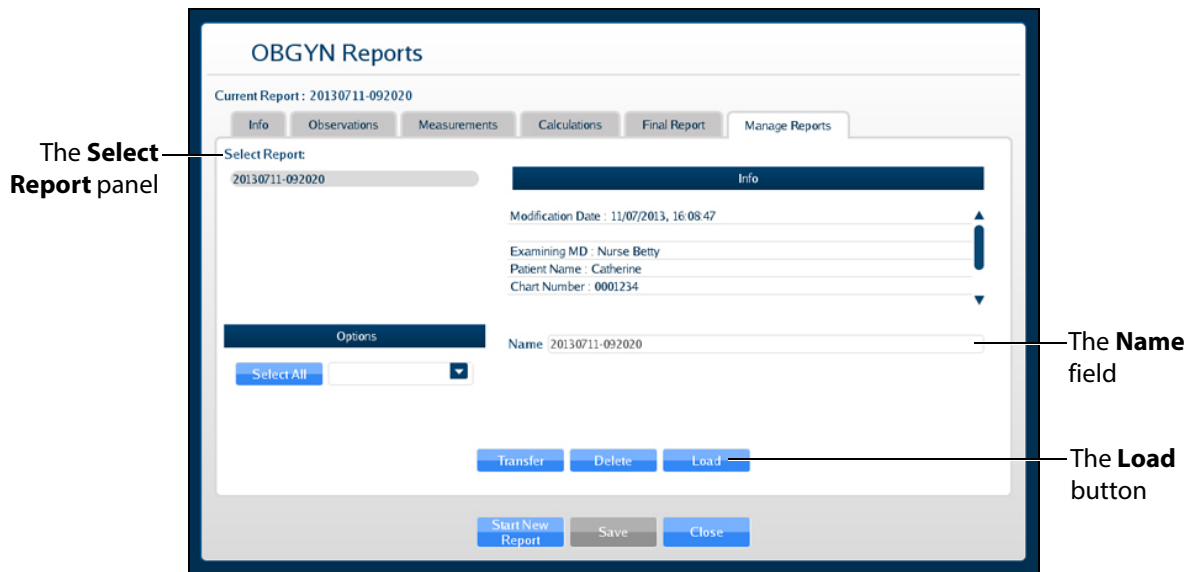 OBGYN Reports
Current Report : 20130711-092020
Info
Observations
Measurements
Calculations
Final Report
Manage Reports
The Select
Report panel
Select Report:
20130711-092020
Info
Modification Date : 11/07/2013, 16:08:47
Examining MD : Nurse Betty
Patient Name : Catherine
Chart Number : 0001234
Options
Name 20130711-092020
The Name
field
Select All
Transfer
Delete
Load
The Load
button
Start New
Report
Save
Close